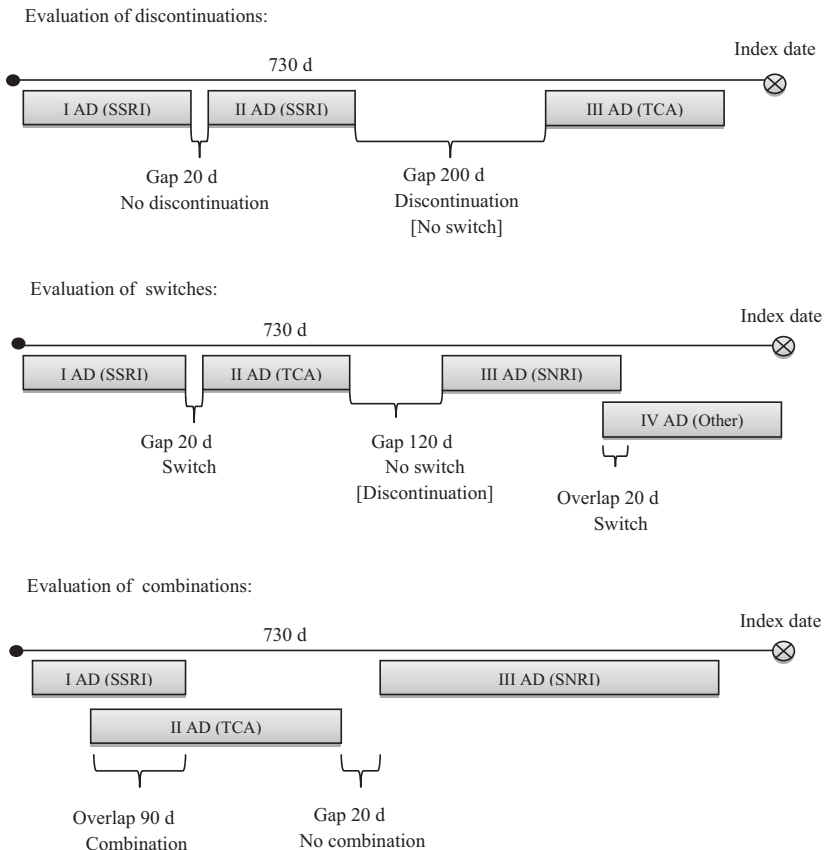 Evaluation of discontinuations:
Index date
730 d
I AD (SSRI)
II AD (SSRI)
III AD (TCA)
Gap 20 d
No discontinuation
Gap 200 d
Discontinuation
[No switch]
Evaluation of switches:
Index date
730 d
I AD (SSRI)
II AD (TCA)
III AD (SNRI)
IV AD (Other)
Gap 20 d
Switch
Gap 120 d
No switch
[Discontinuation]
Overlap 20 d
Switch
Evaluation of combinations:
Index date
730 d
I AD (SSRI)
III AD (SNRI)
II AD (TCA)
Overlap 90 d
Combination
Gap 20 d
No combination